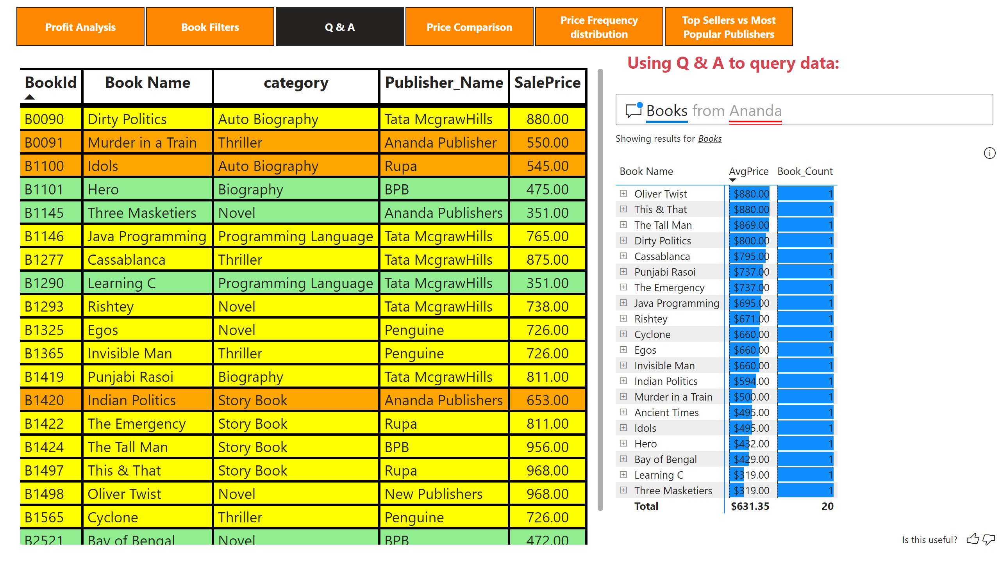 Profit Analysis
Book Filters
Q & A
Price Comparison
Price Frequency
distribution
Top Sellers vs Most
Popular Publishers
BookId Book Name category Publisher_Name SalePrice
B0090 Dirty Politics Auto Biography Tata McgrawHills 880.00
B0091 Murder in a Train Thriller Ananda Publisher 550.00
B1100 Idols Auto Biography Rupa 545.00
B1101 Hero Biography BPB 475.00
B1145 Three Masketiers Novel Ananda Publishers 351.00
B1146 Java Programming Programming Language Tata McgrawHills 765.00
B1277 Cassablanca Thriller Tata McgrawHills 875.00
B1290 Learning C Programming Language Tata McgrawHills 351.00
B1293 Rishtey Novel Tata McgrawHills 738.00
B1325 Egos Novel Penguine 726.00
B1365 Invisible Man Thriller Penguine 726.00
B1419 Punjabi Rasoi Biography Tata McgrawHills 811.00
B1420 Indian Politics Story Book Ananda Publishers 653.00
B1422 The Emergency Story Book Rupa 811.00
B1424 The Tall Man Story Book BPB 956.00
B1497 This & That Story Book Rupa 968.00
B1498 Oliver Twist Novel New Publishers 968.00
B1565 Cyclone Thriller Penguine 726.00
B2521 Bay of Bengal Novel BPB 472.00
Using Q & A to query data:
Books from Ananda
Showing results for Books
Book Name AvgPrice Book_Count
Oliver Twist $880.00 1
This & That $880.00 1
The Tall Man $869.00 1
Dirty Politics $800.00 1
Cassablanca $795.00 1
Punjabi Rasoi $737.00 1
The Emergency $737.00 1
Java Programming $695.00 1
Rishtey $671.00 1
Cyclone $660.00 1
Egos $660.00 1
Invisible Man $660.00 1
Indian Politics $594.00 1
Murder in a Train $500.00 1
Ancient Times $495.00 1
Idols $495.00 1
Hero $432.00 1
Bay of Bengal $429.00 1
Learning C $319.00 1
Three Masketiers $319.00 1
Total $631.35 20
Is this useful?